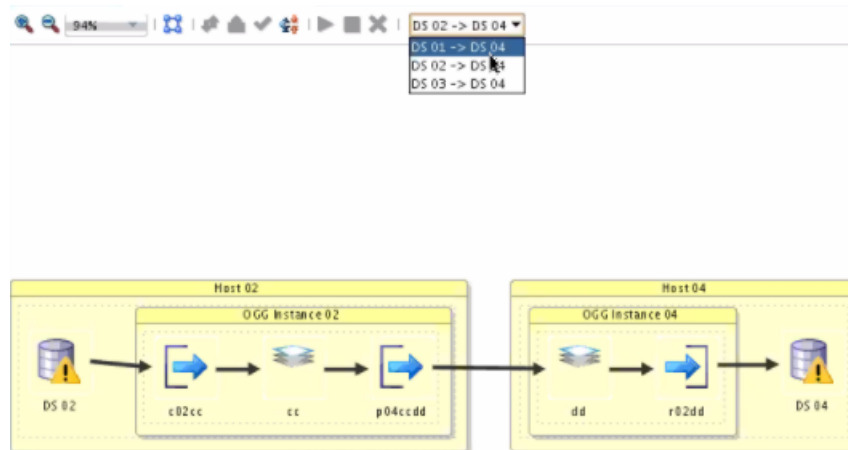 94%
DS 02 -> DS 04
DS 01 -> DS 04
DS 02 -> DS 4
DS 03 -> DS 04
Host 02
Host 04
OGG Instance 02
OGG Instance 04
DS 02
c02cc
cc
p04ccdd
dd
r02dd
DS 04